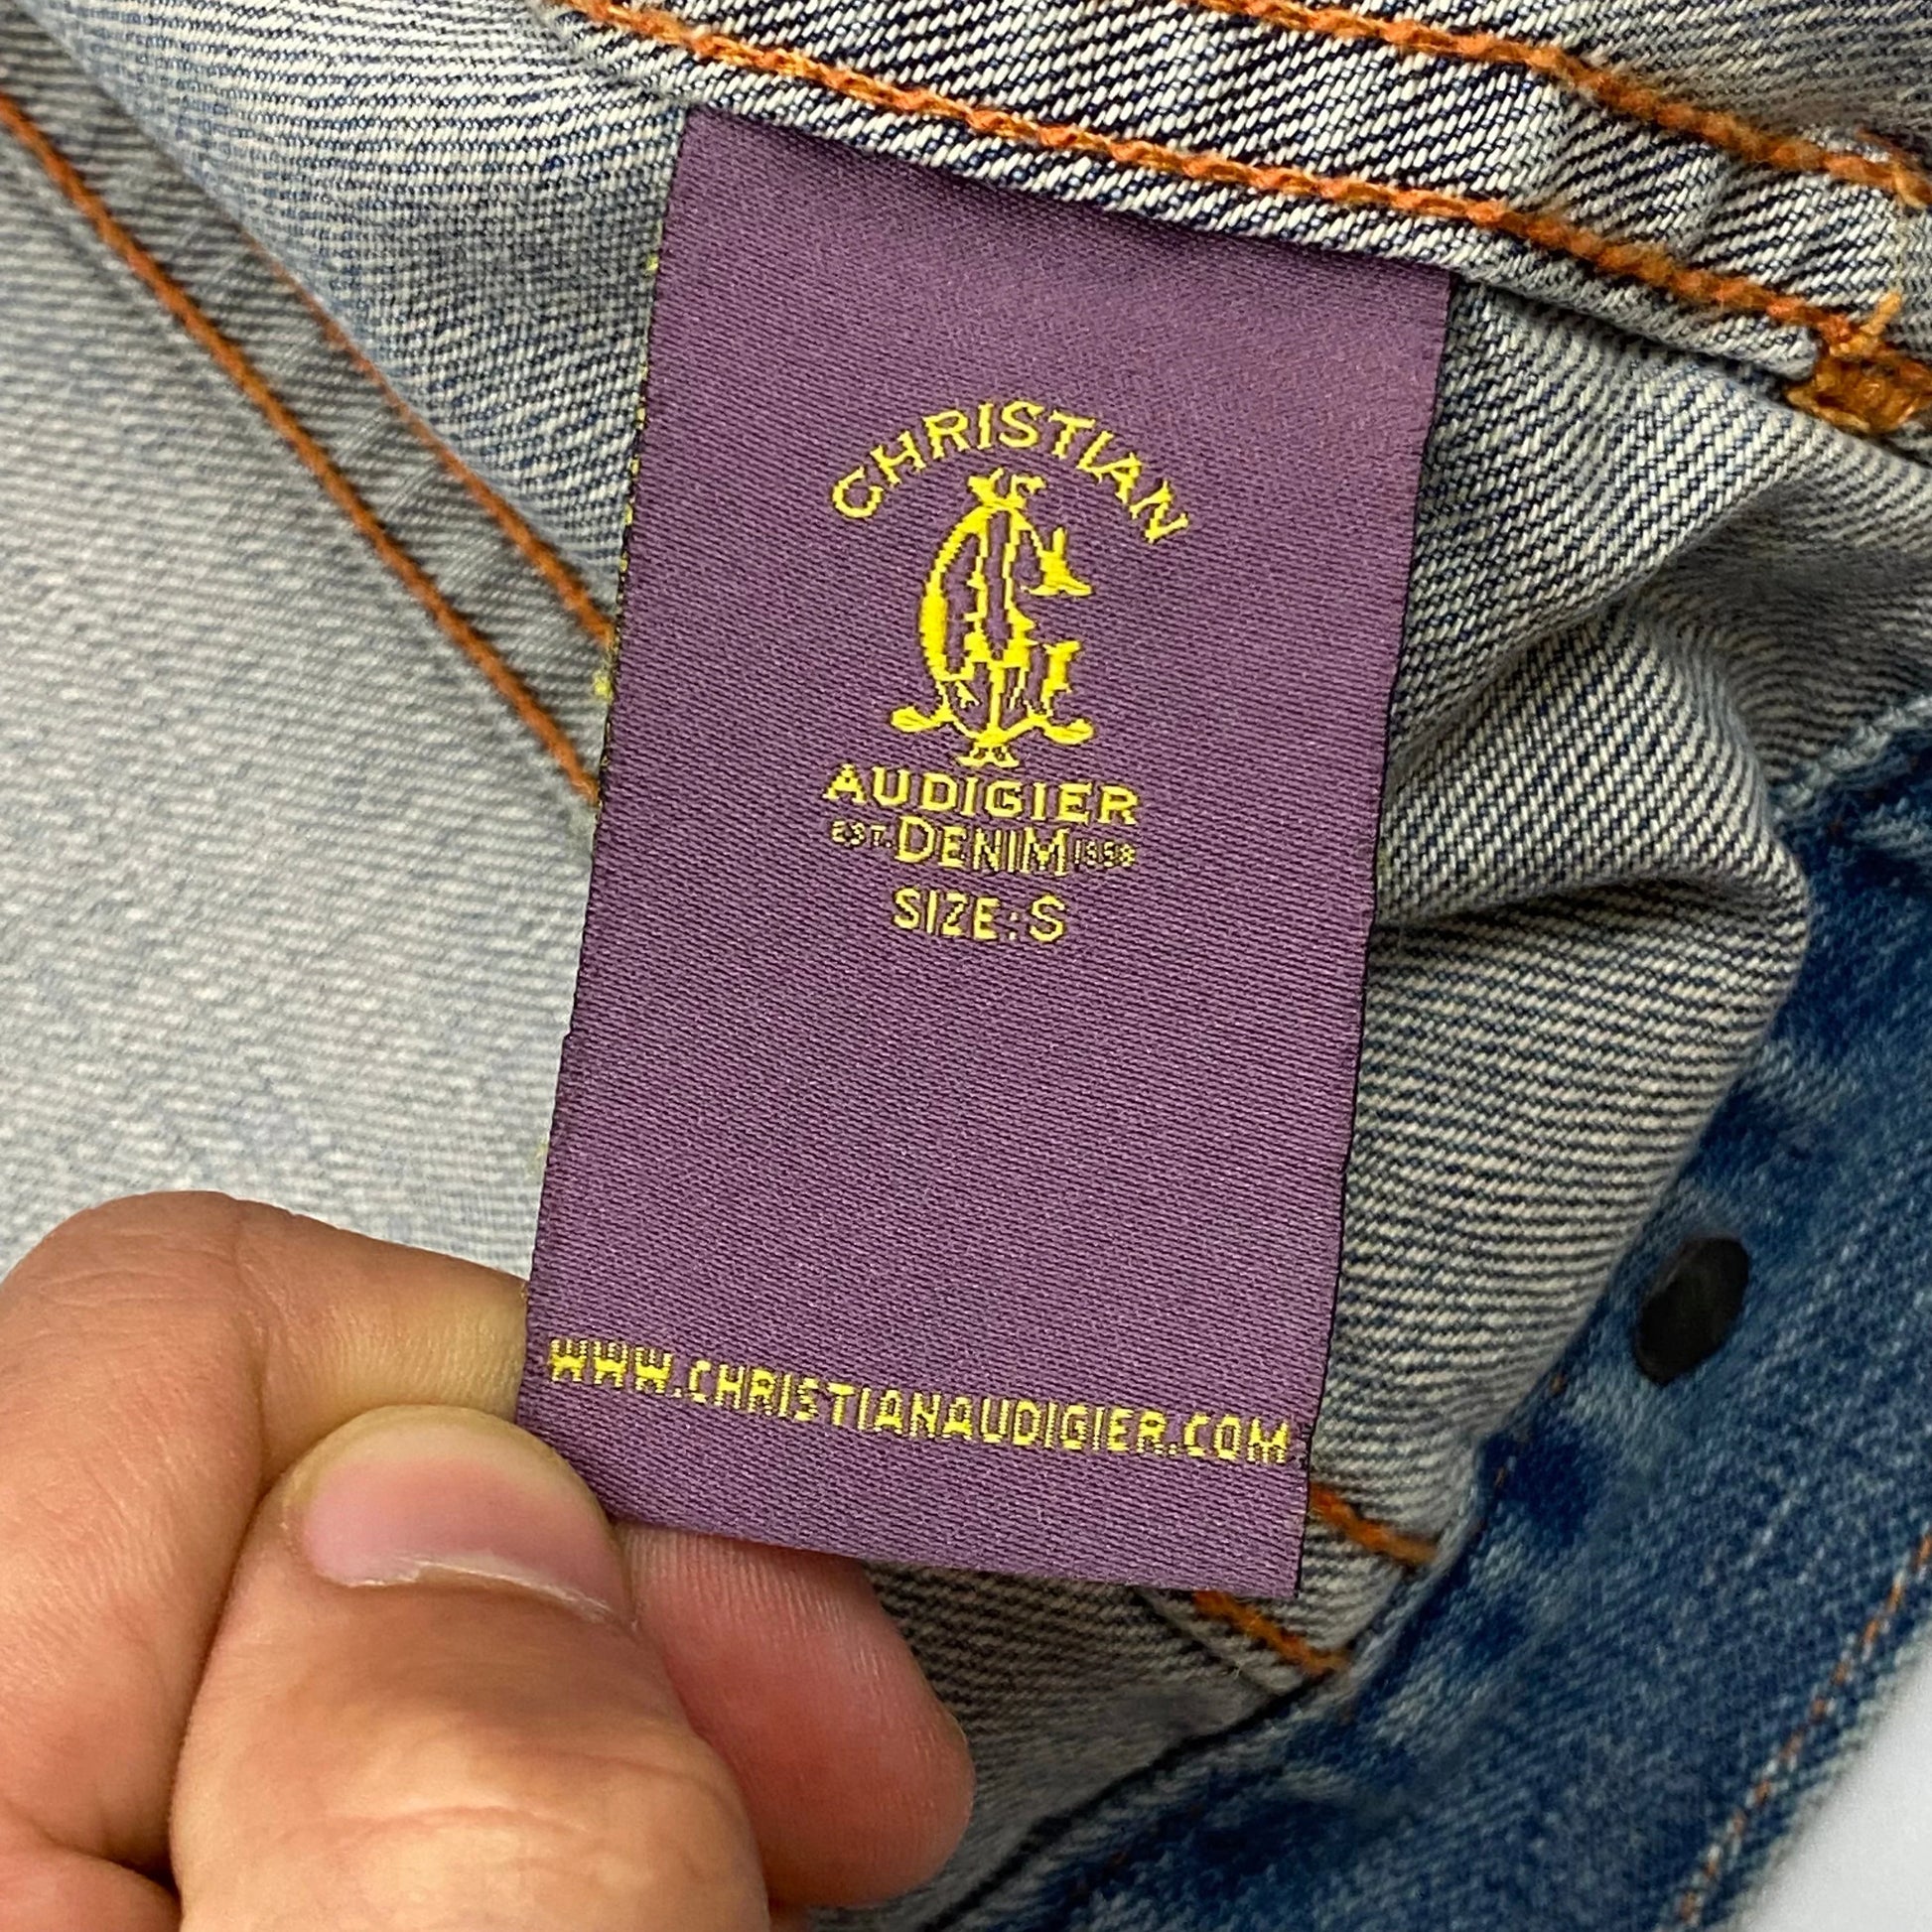 CHRISTIAN
AUDIGIER
EST. DENIM 1958
SIZE: S
WWW.CHRISTIANAUDIGIER.COM